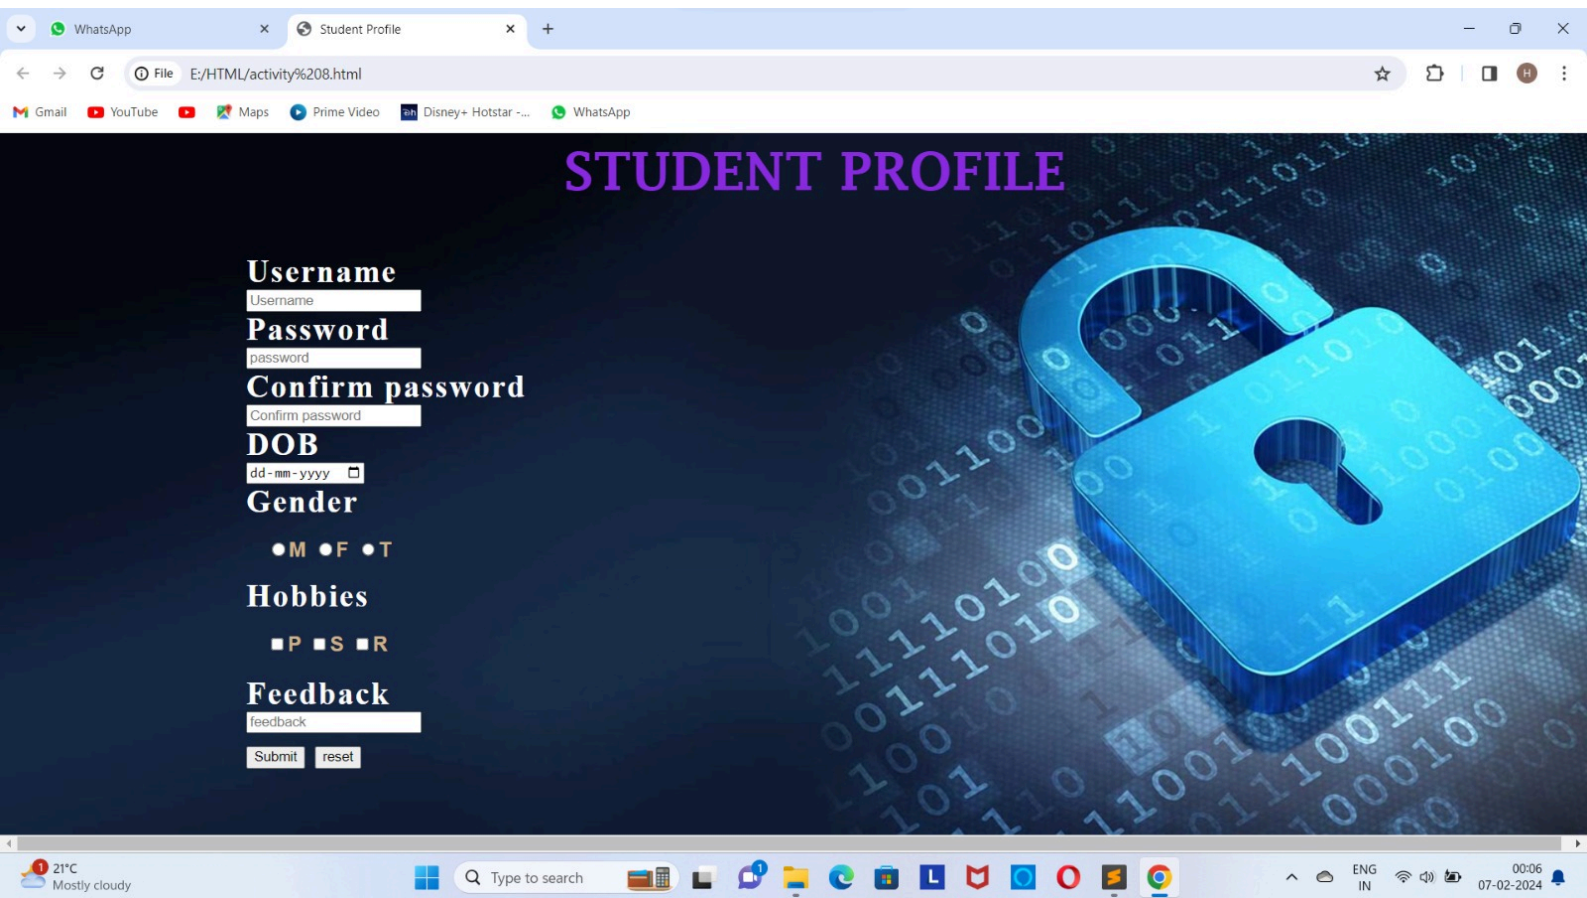 WhatsApp
Student Profile
File E:/HTML/activity%208.html
H
Gmail YouTube Maps Prime Video Disney+ Hotstar -... WhatsApp
STUDENT PROFILE
Username
Username
Password
password
Confirm password
Confirm password
DOB
dd-mm-yyyy
Gender
M F T
Hobbies
P S R
Feedback
feedback
Submit reset
1
21°C
Mostly cloudy
Type to search
1
L
ENG
IN
00:06
07-02-2024